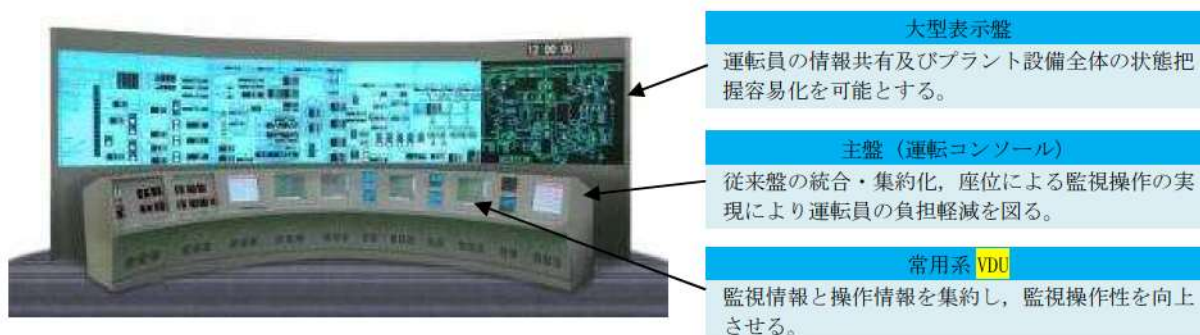 12 00 00
大型表示盤
運転員の情報共有及びプラント設備全体の状態把
握容易化を可能とする。
主盤（運転コンソール）
従来盤の統合・集約化，座位による監視操作の実
現により運転員の負担軽減を図る。
常用系 VDU
監視情報と操作情報を集約し，監視操作性を向上
させる。